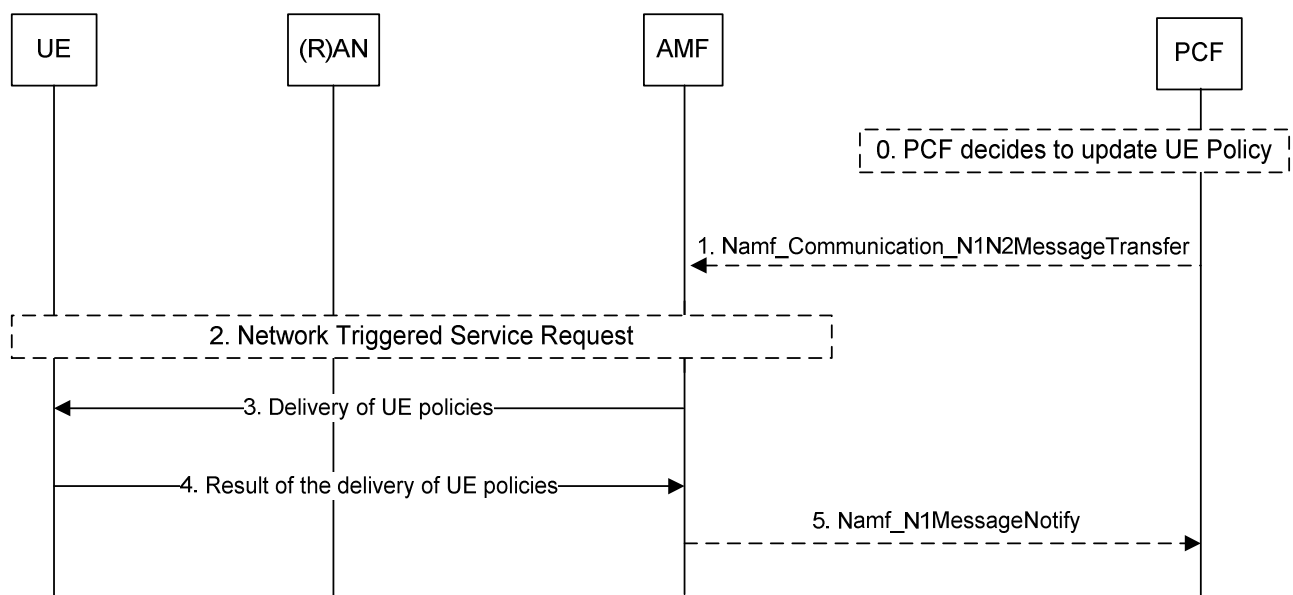 UE
(R)AN
AMF
PCF
0. PCF decides to update UE Policy
1. Namf_Communication_N1N2MessageTransfer
2. Network Triggered Service Request
3. Delivery of UE policies
4. Result of the delivery of UE policies
5. Namf_N1MessageNotify